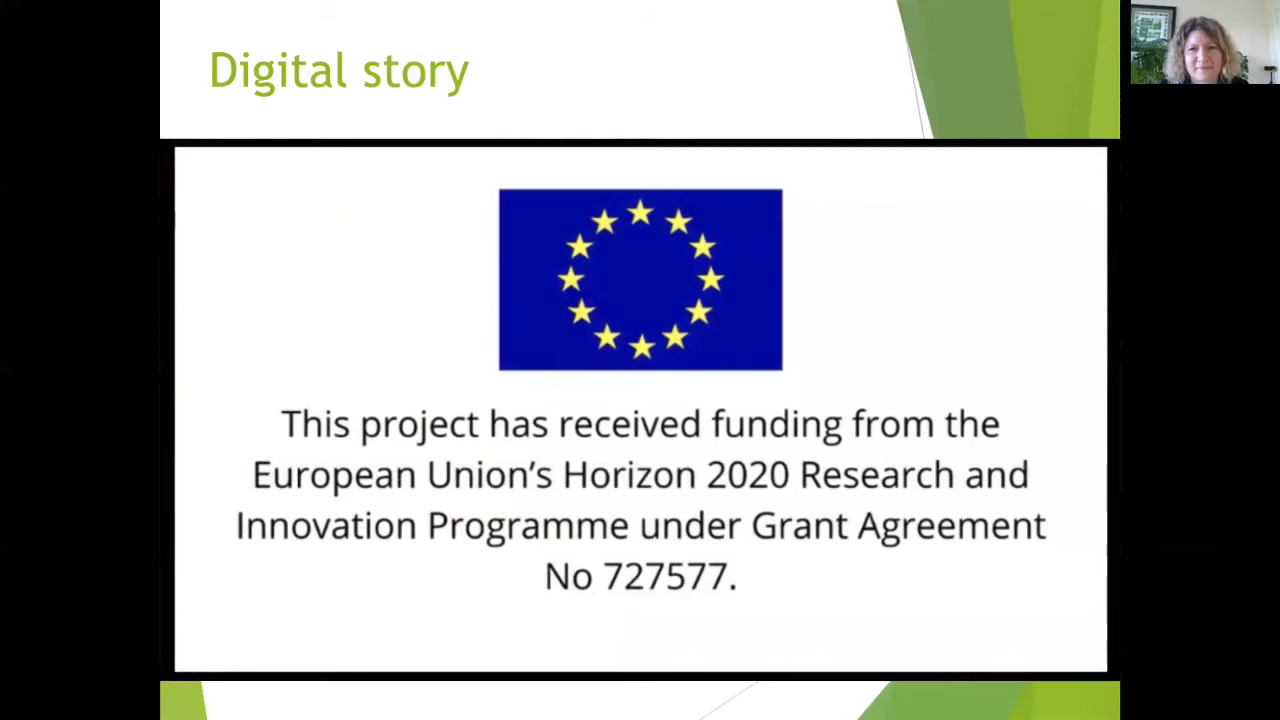 Digital story
This project has received funding from the
European Union's Horizon 2020 Research and
Innovation Programme under Grant Agreement
No 727577.